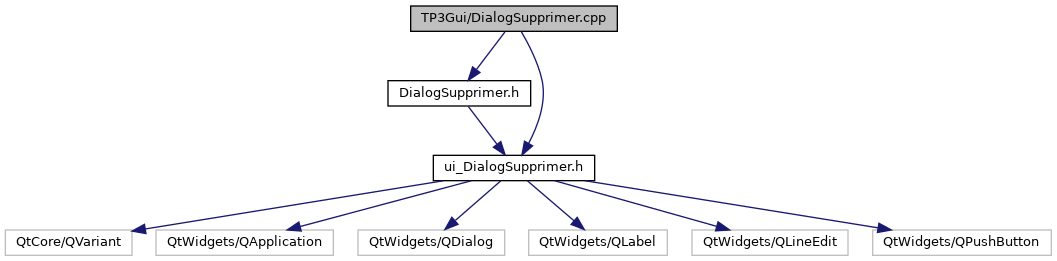 TP3Gui/DialogSupprimer.cpp
DialogSupprimer.h
ui_DialogSupprimer.h
QtCore/QVariant
QtWidgets/QApplication
QtWidgets/QDialog
QtWidgets/QLabel
QtWidgets/QLineEdit
QtWidgets/QPushButton